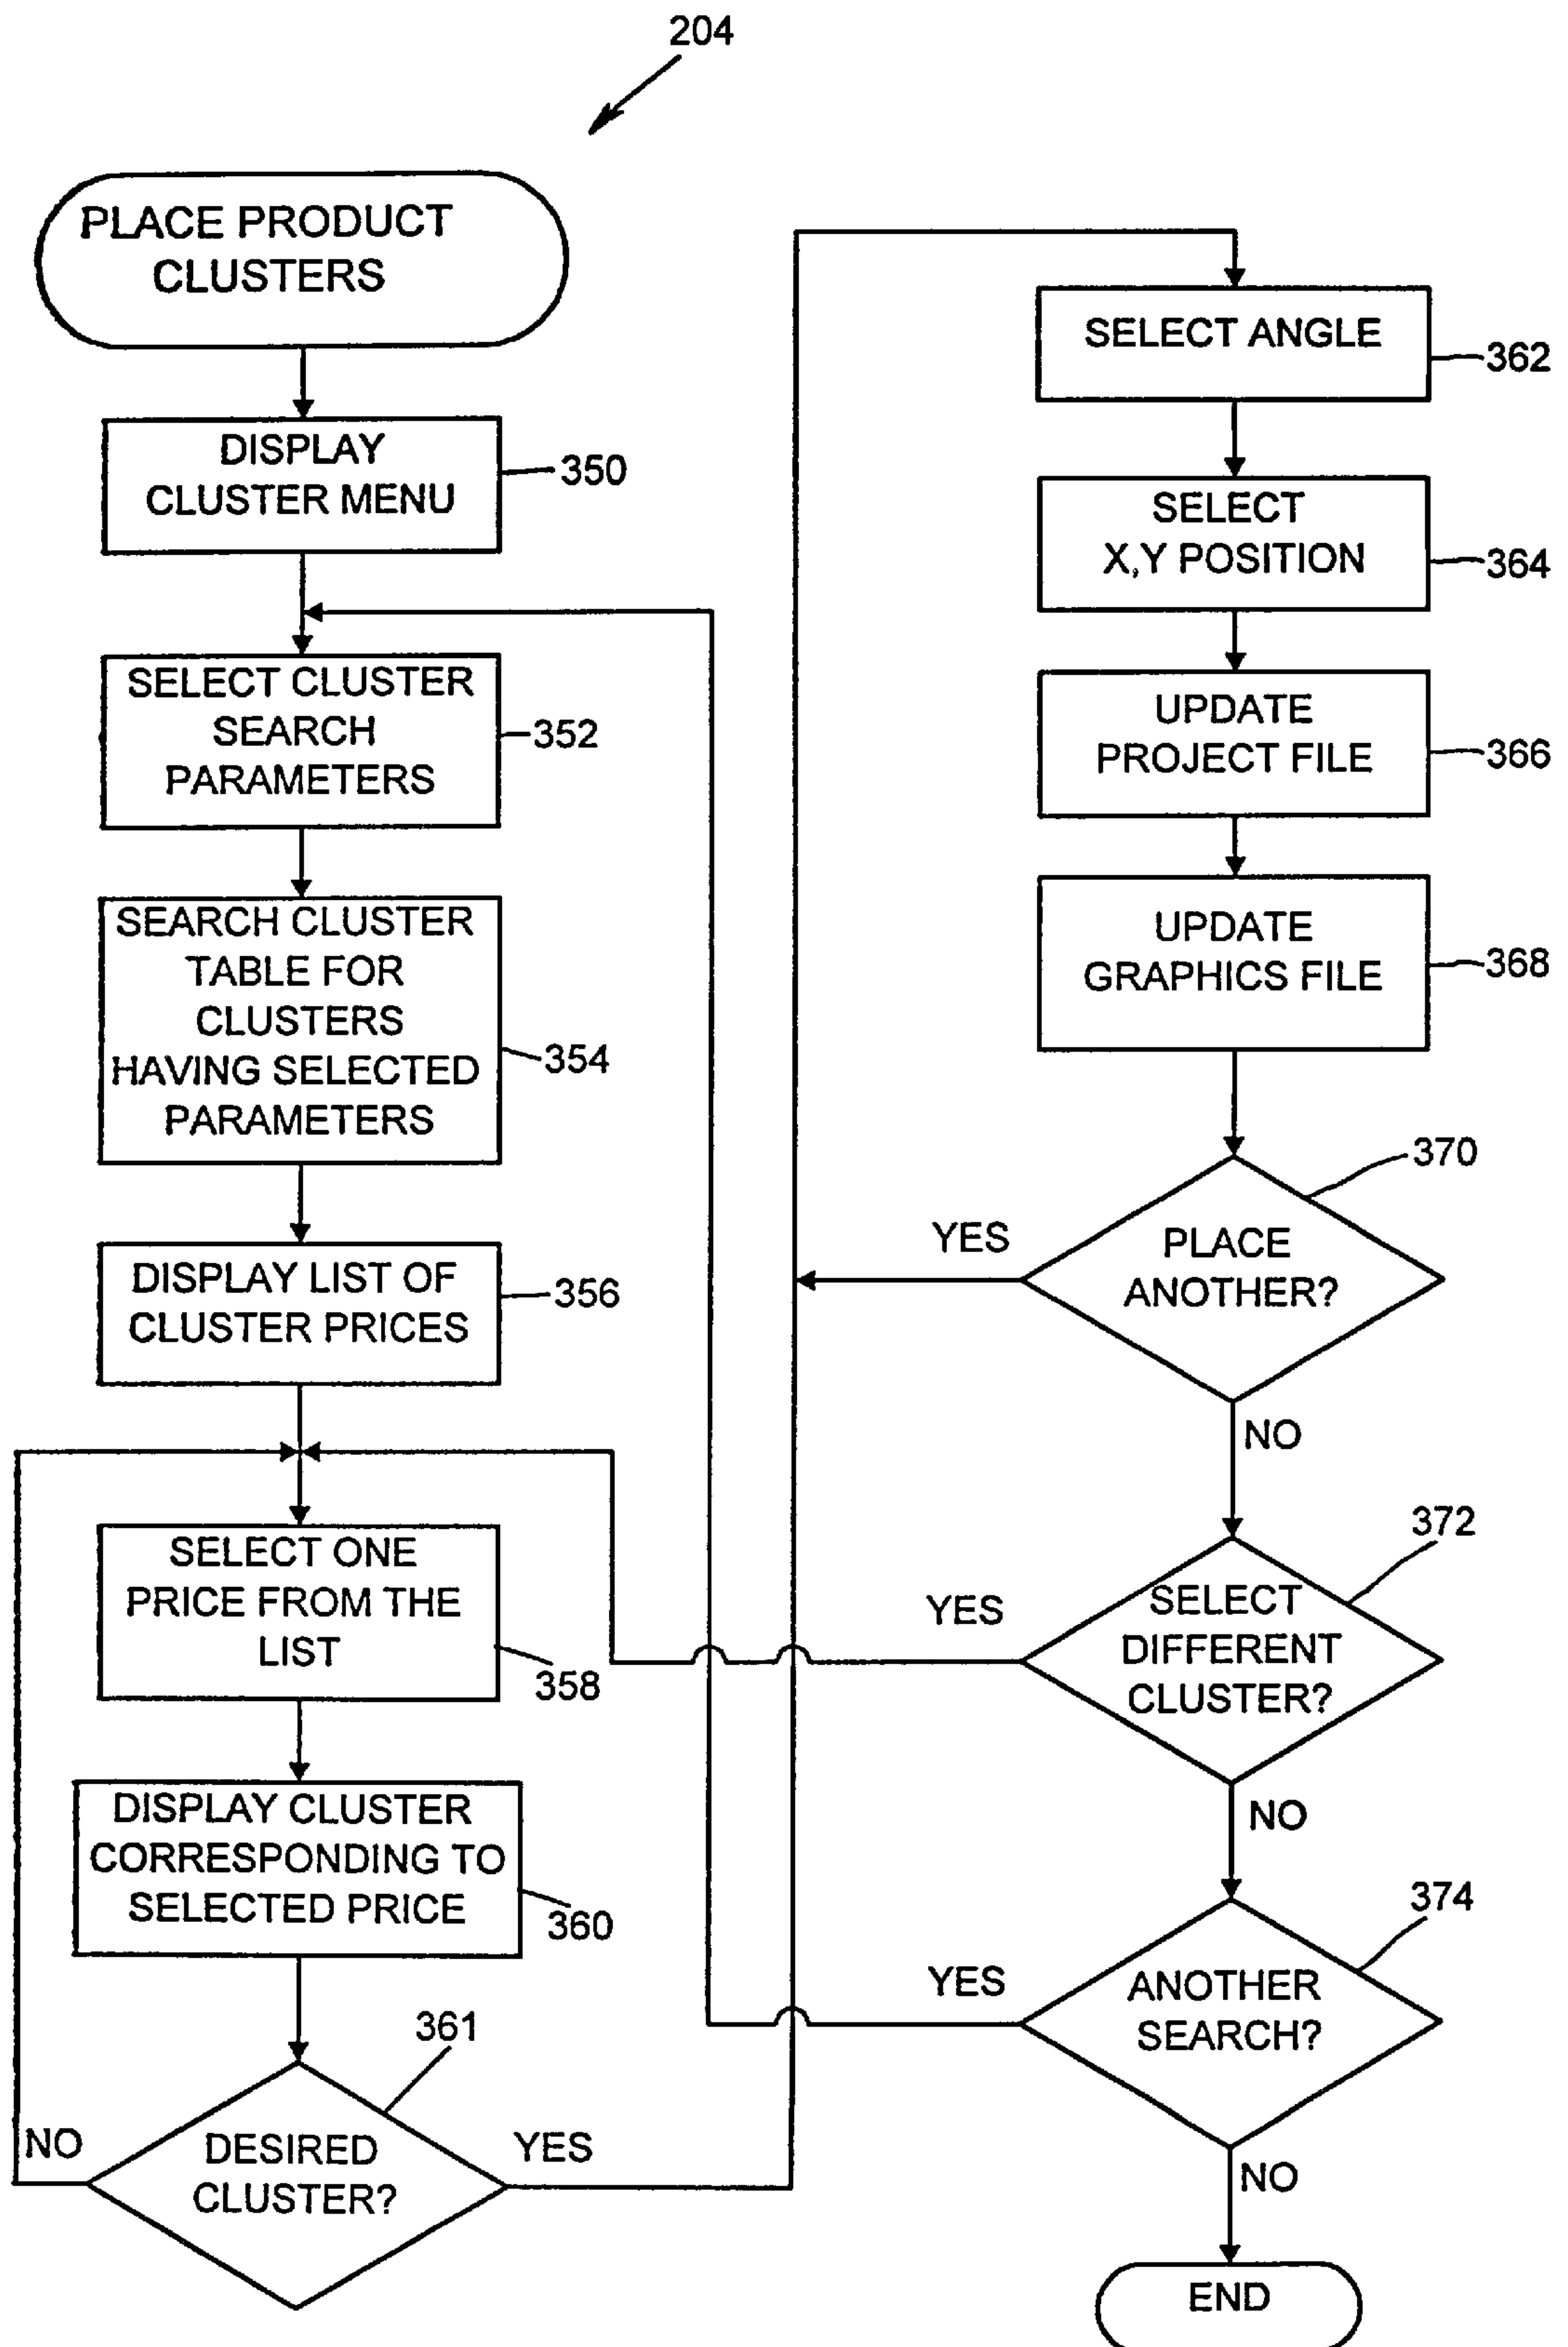 204
PLACE PRODUCT
CLUSTERS
DISPLAY
CLUSTER MENU
350
SELECT CLUSTER
SEARCH
PARAMETERS
352
SEARCH CLUSTER
TABLE FOR
CLUSTERS
HAVING SELECTED
PARAMETERS
354
DISPLAY LIST OF
CLUSTER PRICES
356
SELECT ONE
PRICE FROM THE
LIST
358
DISPLAY CLUSTER
CORRESPONDING TO
SELECTED PRICE
360
361
DESIRED
CLUSTER?
NO
YES
SELECT ANGLE
362
SELECT
X,Y POSITION
364
UPDATE
PROJECT FILE
366
UPDATE
GRAPHICS FILE
368
370
PLACE
ANOTHER?
YES
NO
372
SELECT
DIFFERENT
CLUSTER?
YES
NO
374
ANOTHER
SEARCH?
YES
NO
END